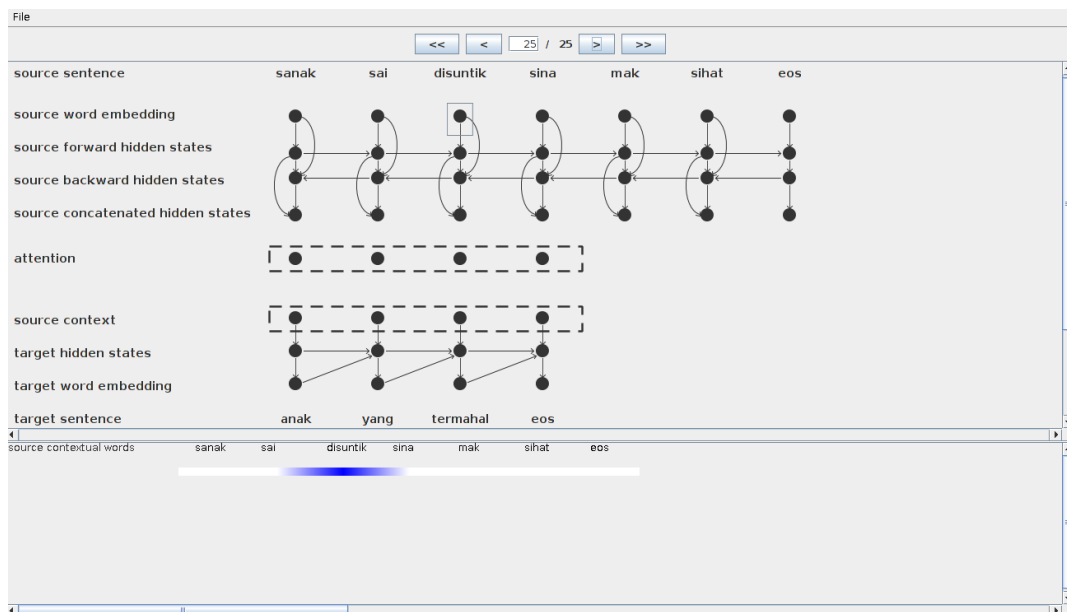 File
<< < 25 / 25 > >>
source sentence sanak sai disuntik sina mak sihat eos
source word embedding
source forward hidden states
source backward hidden states
source concatenated hidden states
attention
source context
target hidden states
target word embedding
target sentence anak yang termahal eos
source contextual words sanak sai disuntik sina mak sihat eos